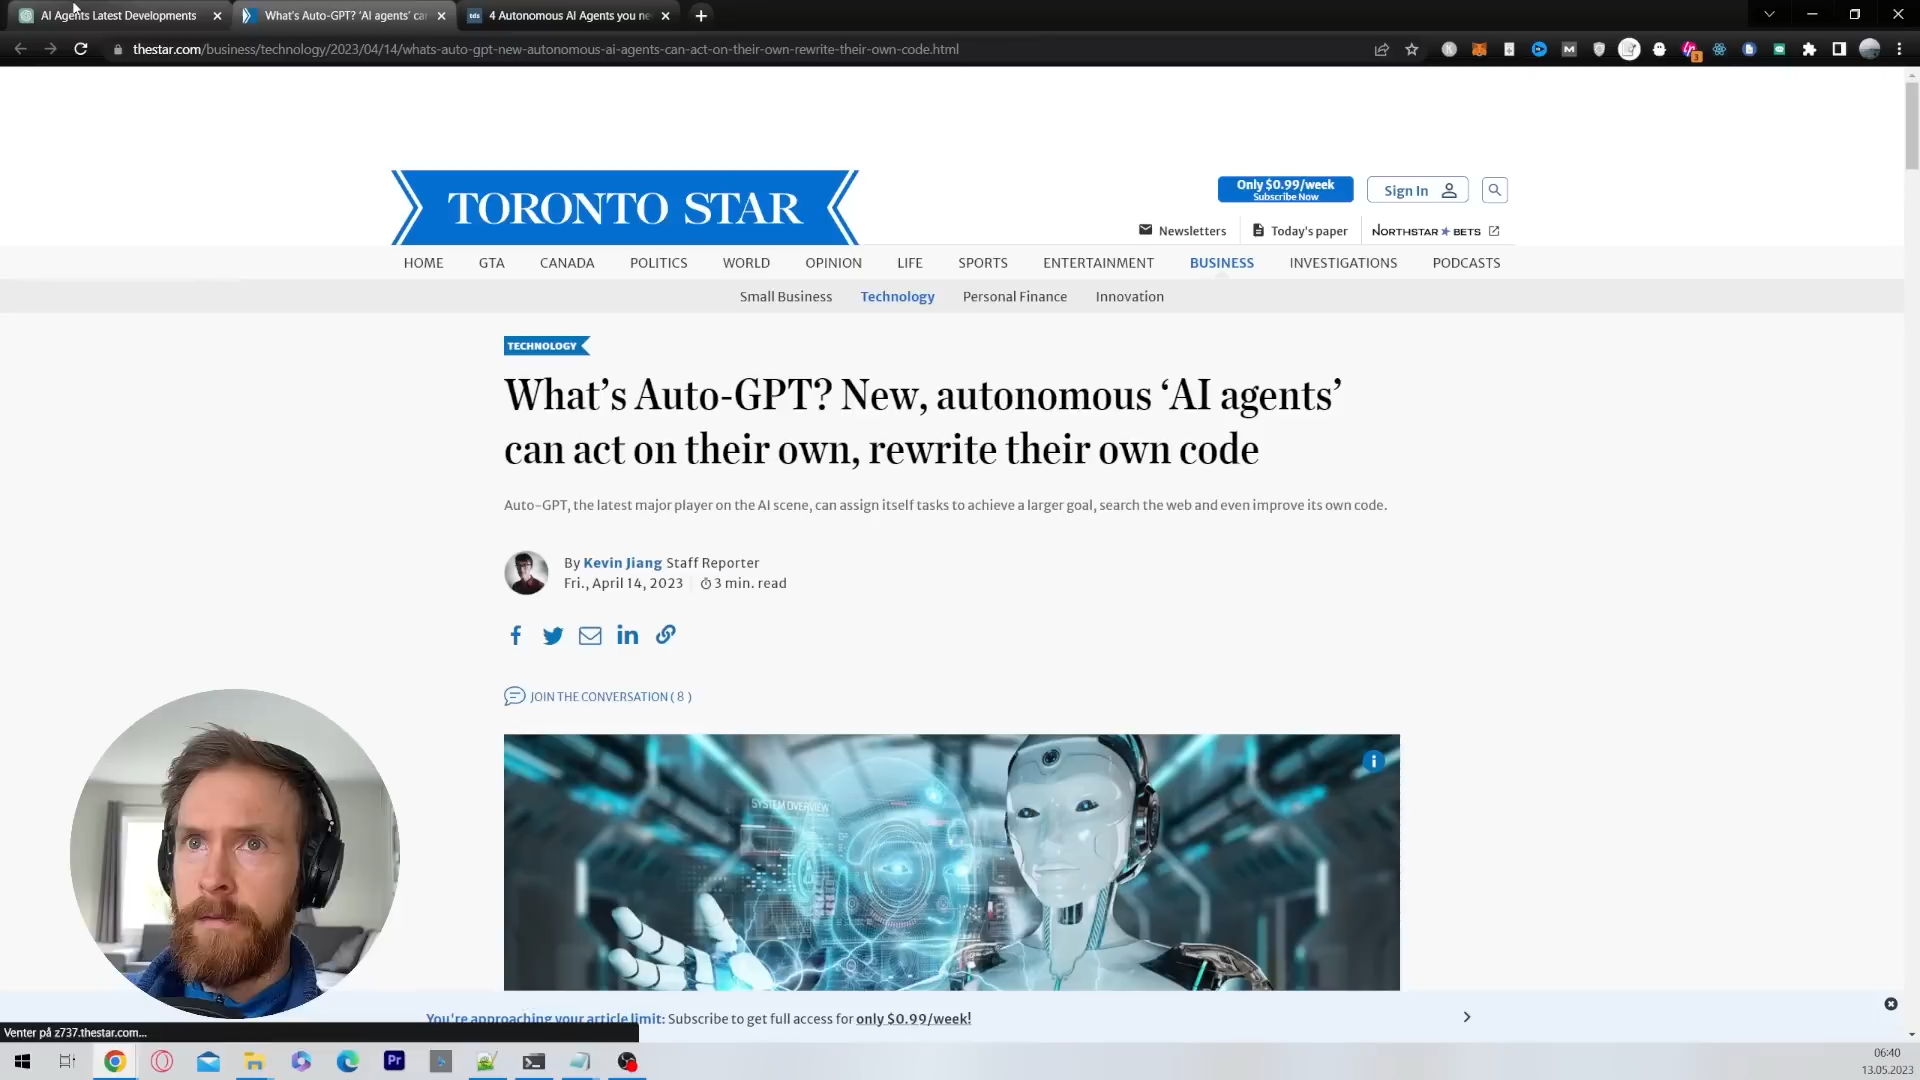 AI Agents Latest Developments
What's Auto-GPT? 'AI agents' car
tds 4 Autonomous AI Agents you ne
thestar.com/business/technology/2023/04/14/whats-auto-gpt-new-autonomous-ai-agents-can-act-on-their-own-rewrite-their-own-code.html
TORONTO STAR
Only $0.99/week
Subscribe Now
Sign In
Newsletters
Today's paper
NORTHSTAR BETS
HOME
GTA
CANADA
POLITICS
WORLD
OPINION
LIFE
SPORTS
ENTERTAINMENT
BUSINESS
INVESTIGATIONS
PODCASTS
Small Business
Technology
Personal Finance
Innovation
TECHNOLOGY
What's Auto-GPT? New, autonomous 'AI agents'
can act on their own, rewrite their own code
Auto-GPT, the latest major player on the AI scene, can assign itself tasks to achieve a larger goal, search the web and even improve its own code.
By Kevin Jiang Staff Reporter
Fri., April 14, 2023
3 min. read
JOIN THE CONVERSATION ( 8 )
SYSTEM OVERVIEW
You're approaching your article limit: Subscribe to get full access for only $0.99/week!
Venter på z737.thestar.com...
Pr
06:40
13.05.2023